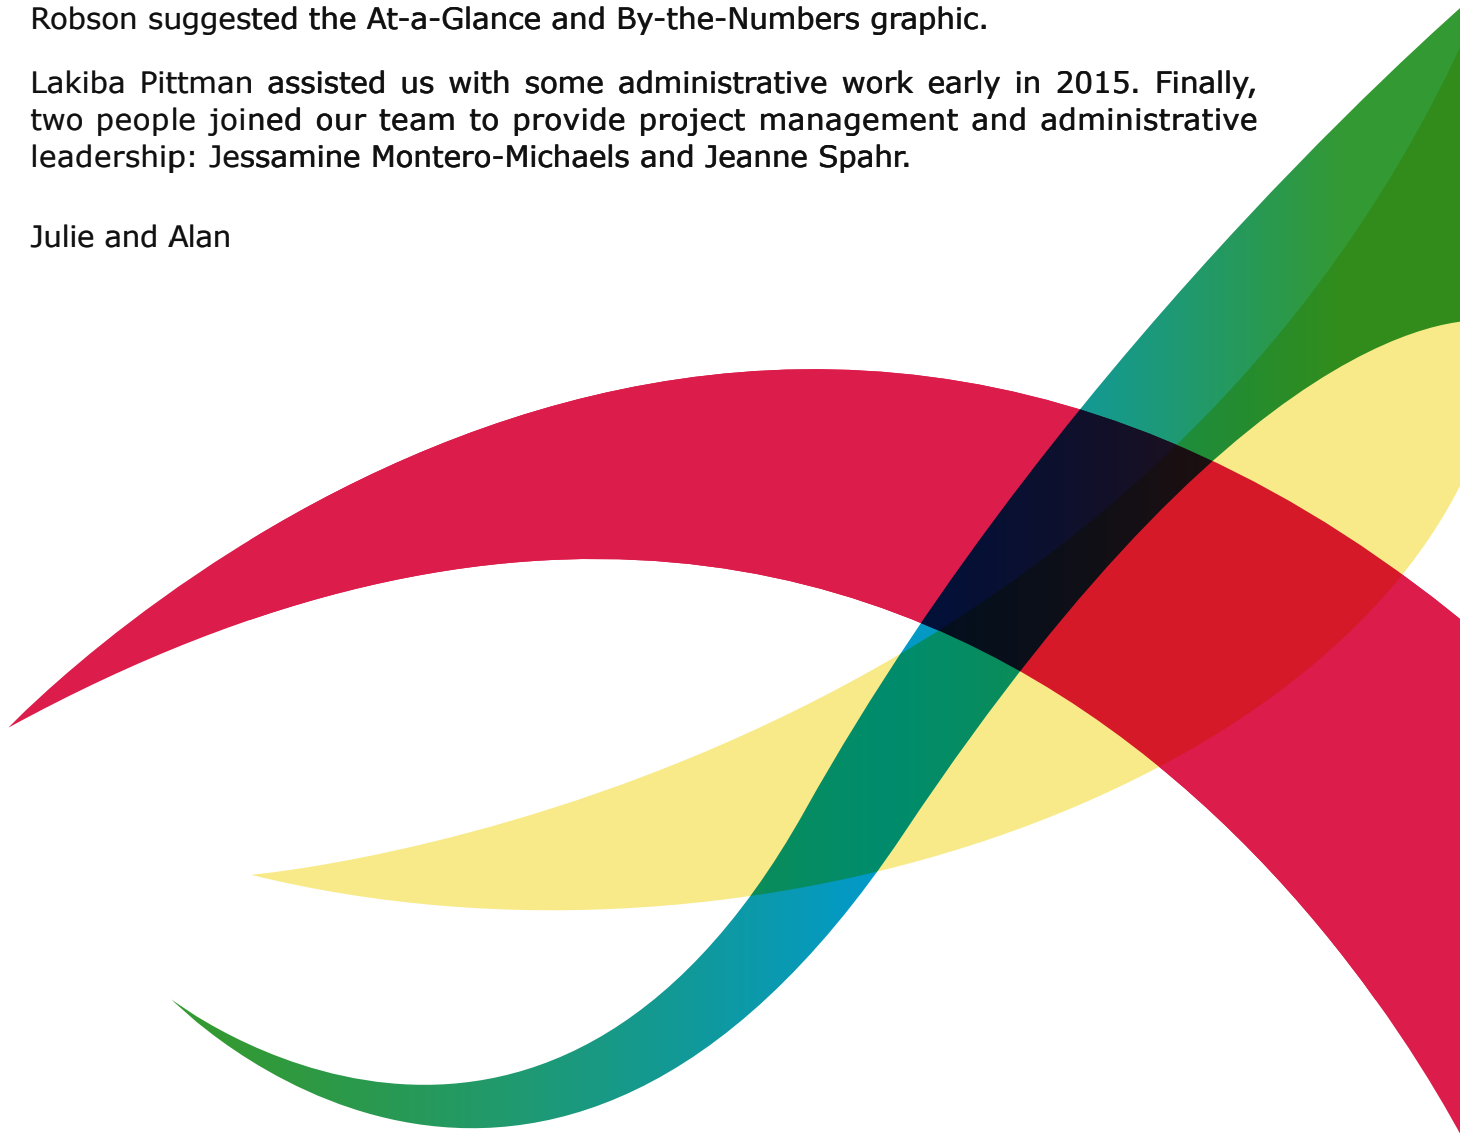 Robson suggested the At-a-Glance and By-the-Numbers graphic.
Lakiba Pittman assisted us with some administrative work early in 2015. Finally,
two people joined our team to provide project management and administrative
leadership: Jessamine Montero-Michaels and Jeanne Spahr.
Julie and Alan